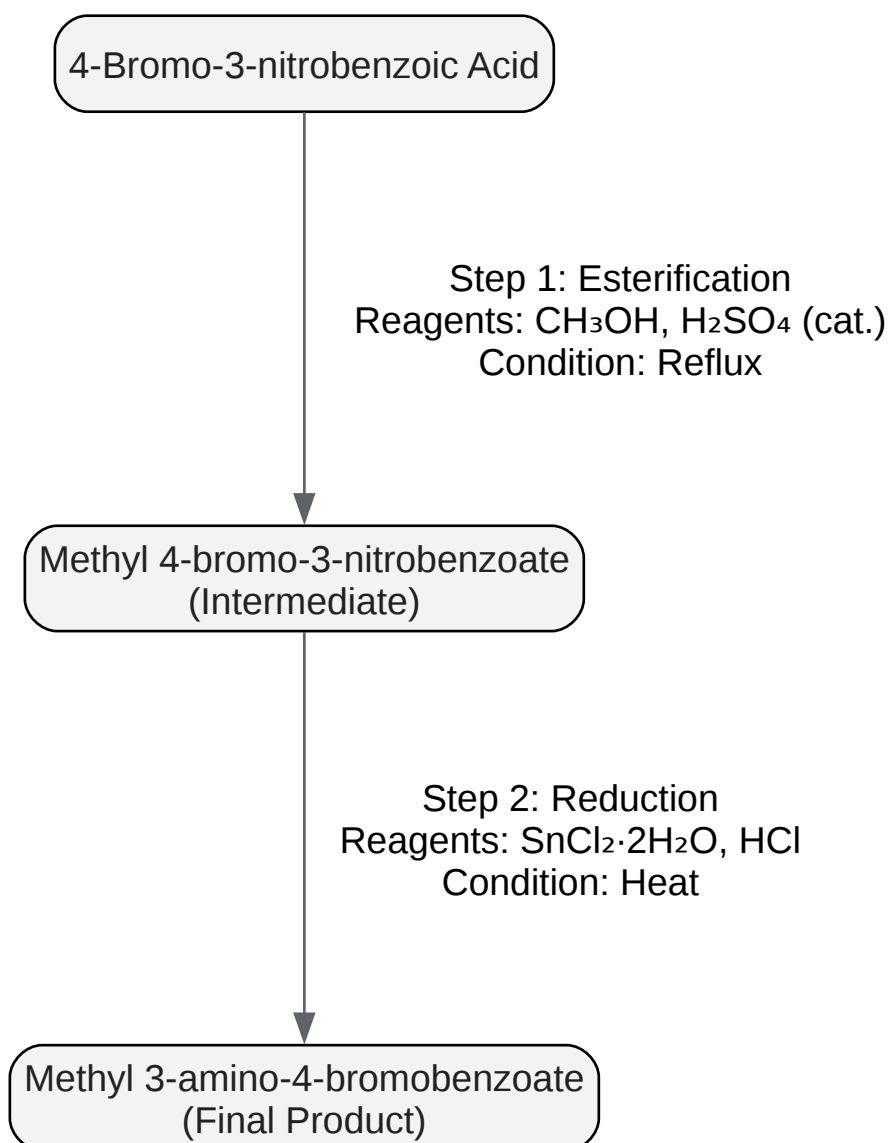 4-Bromo-3-nitrobenzoic Acid
Step 1: Esterification
Reagents: CH₃OH, H₂SO₄ (cat.)
Condition: Reflux
Methyl 4-bromo-3-nitrobenzoate
(Intermediate)
Step 2: Reduction
Reagents: SnCl₂·2H₂O, HCl
Condition: Heat
Methyl 3-amino-4-bromobenzoate
(Final Product)